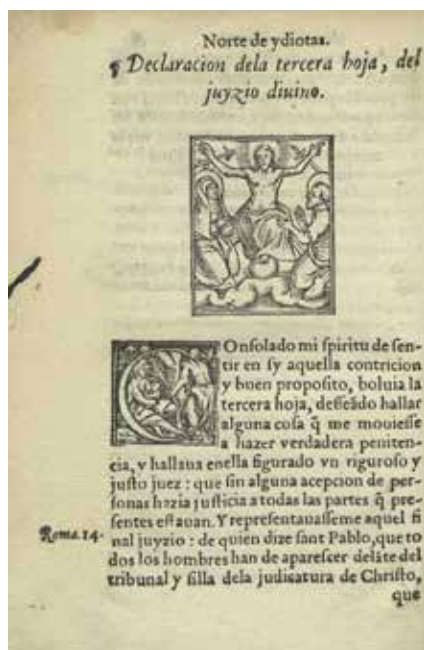 Norte de ydiotas.
Declaracion dela tercera hoja, del
juyzio diuino.
COnſolado mi ſpiritu de ſen-
tir en ſy aquella contricion
y buen propoſito, boluia la
tercera hoja, deſſeãdo hallar
alguna coſa q̃ me mouieſſe
a hazer verdadera peniten-
cia, y hallaua enella figurado vn riguroſo y
juſto juez: que ſin alguna acepcion de per-
ſonas hazia juſticia a todas las partes q̃ pre-
ſentes eſtauan. Y repreſentauaſſeme aquel fi
nal juyzio: de quien dize ſant Pablo, que to
Roma.14.
dos los hombres han de apareſcer delãte del
tribunal y ſilla dela judicatura de Chriſto,
que